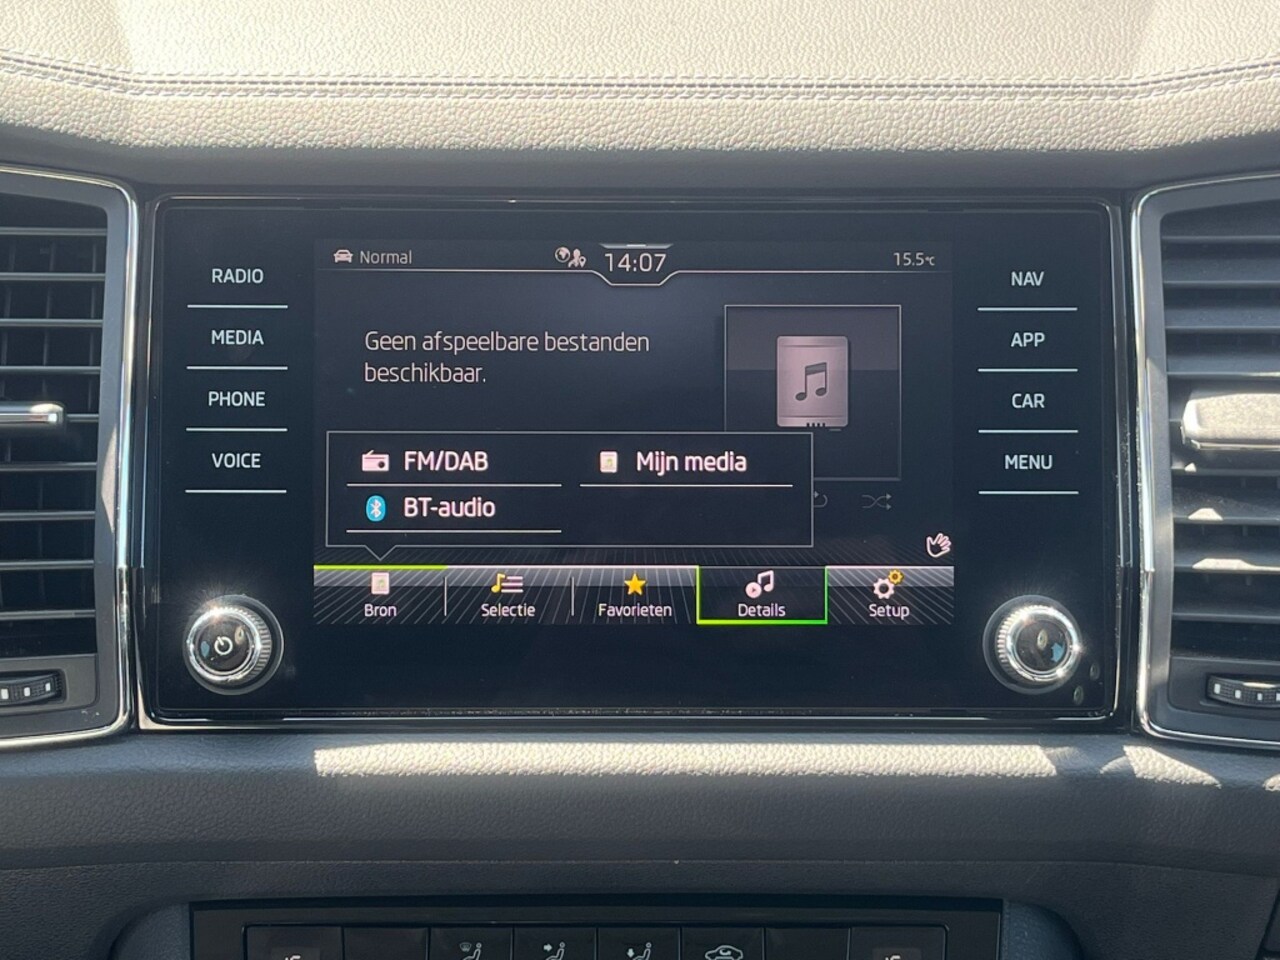 RADIO
MEDIA
PHONE
VOICE
Normal
14:07
15.5°C
Geen afspeelbare bestanden
beschikbaar.
FM/DAB
Mijn media
BT-audio
Bron
Selectie
Favorieten
Details
Setup
NAV
APP
CAR
MENU